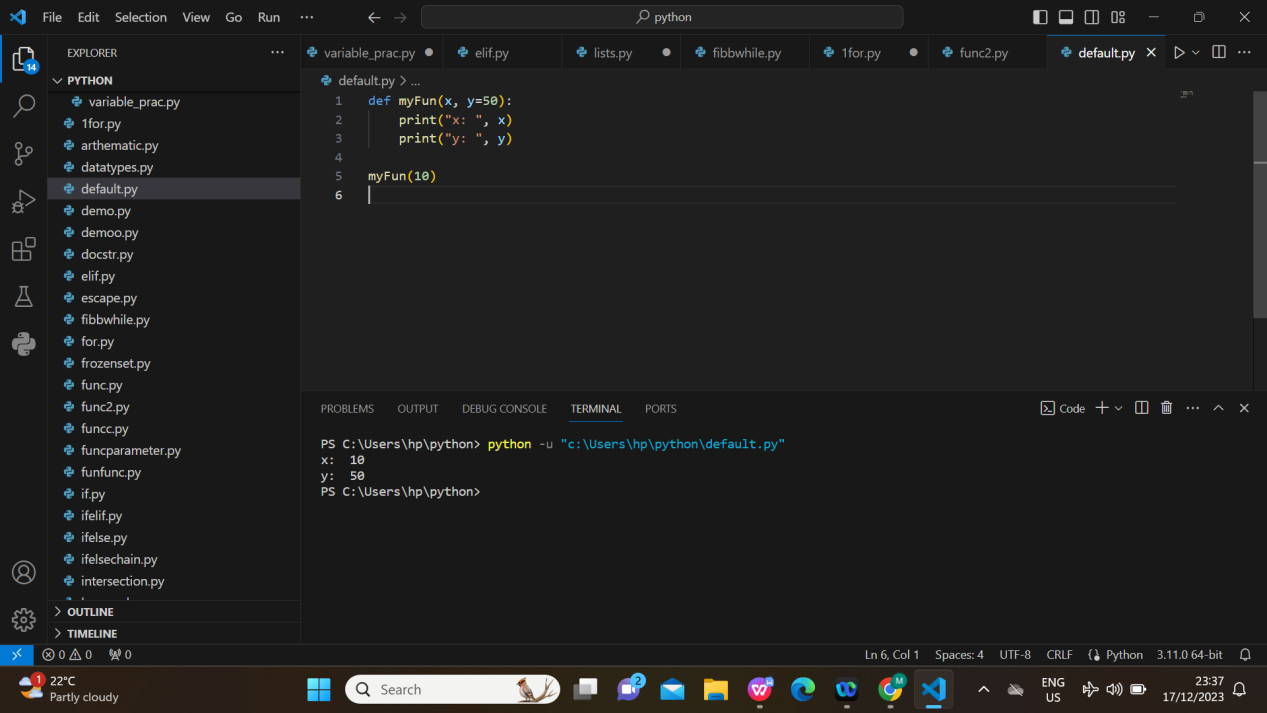 File Edit Selection View Go Run ···
python
14
EXPLORER ···
PYTHON
variable_prac.py
1for.py
arthematic.py
datatypes.py
default.py
demo.py
demoo.py
docstr.py
elif.py
escape.py
fibbwhile.py
for.py
frozenset.py
func.py
func2.py
funcc.py
funcparameter.py
funfunc.py
if.py
ifelif.py
ifelse.py
ifelsechain.py
intersection.py
OUTLINE
TIMELINE
variable_prac.py elif.py lists.py fibbwhile.py 1for.py func2.py default.py
default.py > ...
1 def myFun(x, y=50):
2 print("x: ", x)
3 print("y: ", y)
4
5 myFun(10)
6
PROBLEMS OUTPUT DEBUG CONSOLE TERMINAL PORTS
Code
PS C:\Users\hp\python> python -u "c:\Users\hp\python\default.py"
x:  10
y:  50
PS C:\Users\hp\python>
0 0 0
Ln 6, Col 1 Spaces: 4 UTF-8 CRLF Python 3.11.0 64-bit
1
22°C
Partly cloudy
Search
2
M
ENG
US
23:37
17/12/2023